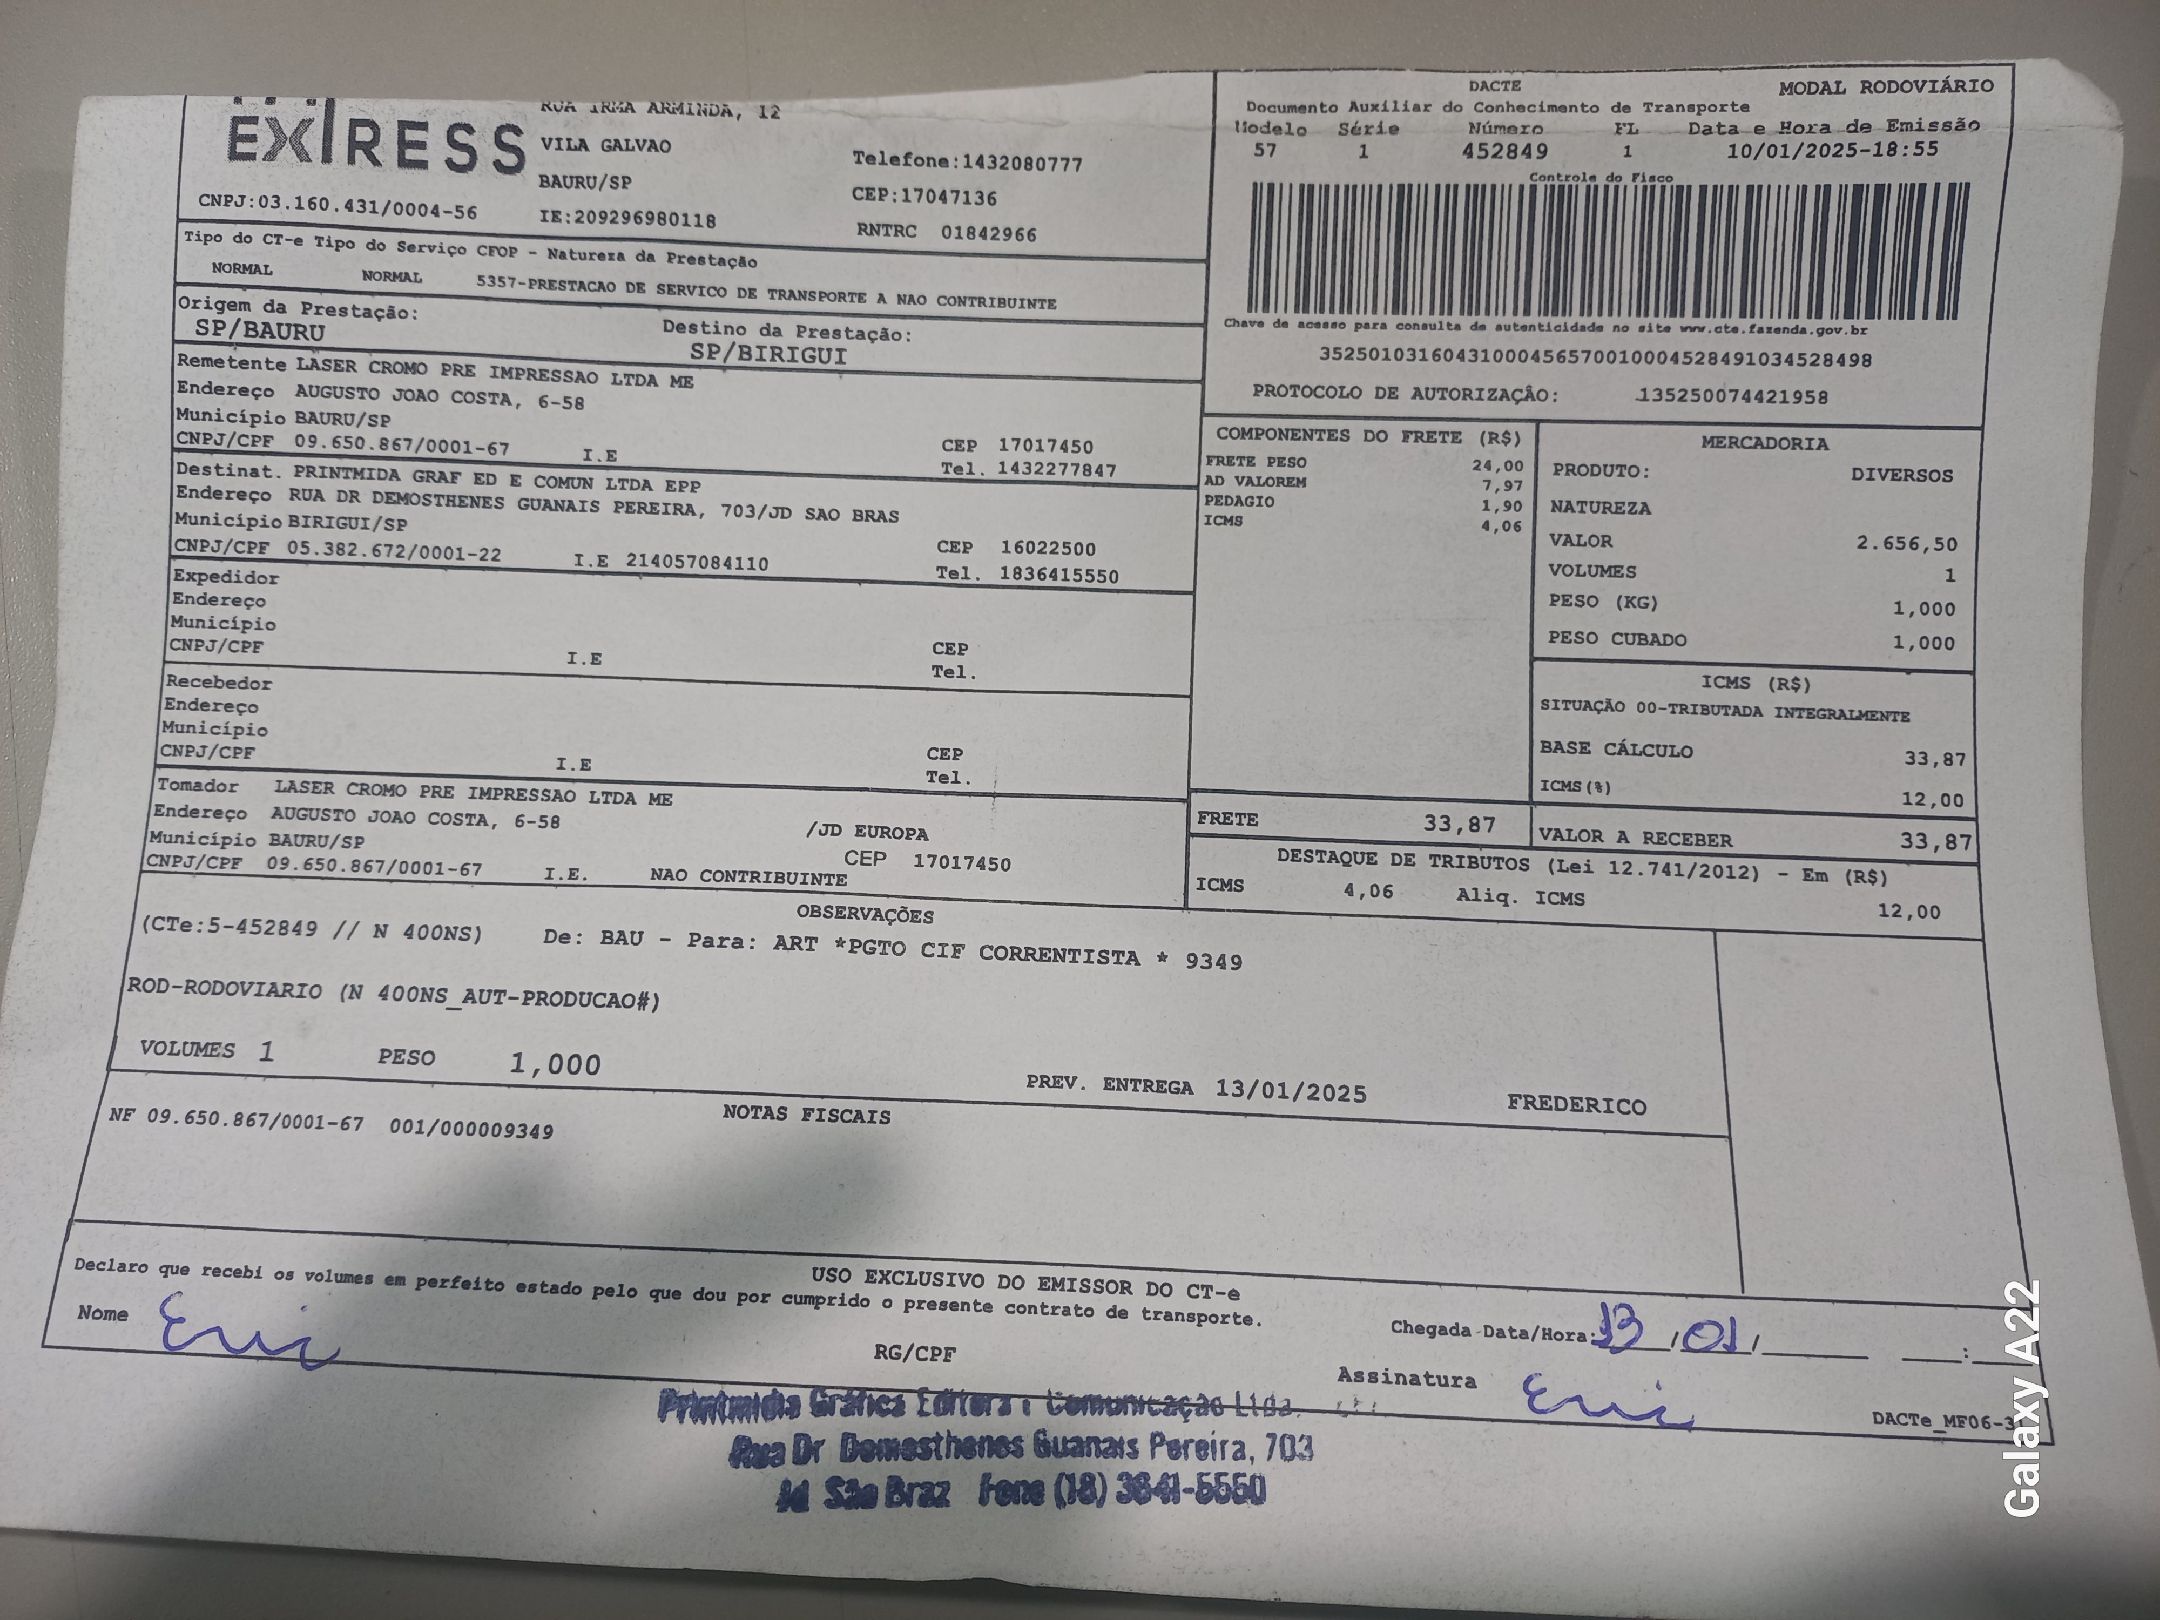 EXPRESS
RUA IRMA ARMINDA, 12
VILA GALVAO
BAURU/SP
IE:209296980118
Telefone:1432080777
CEP:17047136
RNTRC 01842966
CNPJ:03.160.431/0004-56
DACTE
MODAL RODOVIÁRIO
Documento Auxiliar do Conhecimento de Transporte
Modelo Série Número FL Data e Hora de Emissão
57 1 452849 1 10/01/2025-18:55
Controle do Fisco
Chave de acesso para consulta de autenticidade no site www.cte.fazenda.gov.br
35250103160431000456570010004528491034528498
PROTOCOLO DE AUTORIZAÇÃO: 135250074421958
Tipo do CT-e Tipo do Serviço CFOP - Natureza da Prestação
NORMAL NORMAL 5357-PRESTACAO DE SERVICO DE TRANSPORTE A NAO CONTRIBUINTE
Origem da Prestação: Destino da Prestação:
SP/BAURU SP/BIRIGUI
Remetente LASER CROMO PRE IMPRESSAO LTDA ME
Endereço AUGUSTO JOAO COSTA, 6-58
Município BAURU/SP CEP 17017450
CNPJ/CPF 09.650.867/0001-67 I.E Tel. 1432277847
Destinat. PRINTMIDA GRAF ED E COMUN LTDA EPP
Endereço RUA DR DEMOSTHENES GUANAIS PEREIRA, 703/JD SAO BRAS
Município BIRIGUI/SP CEP 16022500
CNPJ/CPF 05.382.672/0001-22 I.E 214057084110 Tel. 1836415550
Expedidor
Endereço
Município CEP
CNPJ/CPF I.E Tel.
Recebedor
Endereço
Município CEP
CNPJ/CPF I.E Tel.
Tomador LASER CROMO PRE IMPRESSAO LTDA ME
Endereço AUGUSTO JOAO COSTA, 6-58 /JD EUROPA
Município BAURU/SP CEP 17017450
CNPJ/CPF 09.650.867/0001-67 I.E. NAO CONTRIBUINTE
COMPONENTES DO FRETE (R$)
FRETE PESO 24,00
AD VALOREM 7,97
PEDAGIO 1,90
ICMS 4,06
MERCADORIA
PRODUTO: DIVERSOS
NATUREZA
VALOR 2.656,50
VOLUMES 1
PESO (KG) 1,000
PESO CUBADO 1,000
ICMS (R$)
SITUAÇÃO 00-TRIBUTADA INTEGRALMENTE
BASE CÁLCULO 33,87
ICMS(%) 12,00
FRETE 33,87 VALOR A RECEBER 33,87
DESTAQUE DE TRIBUTOS (Lei 12.741/2012) - Em (R$)
ICMS 4,06 Aliq. ICMS 12,00
OBSERVAÇÕES
(CTe:5-452849 // N 400NS) De: BAU - Para: ART *PGTO CIF CORRENTISTA * 9349
ROD-RODOVIARIO (N 400NS_AUT-PRODUCAO#)
VOLUMES 1 PESO 1,000 PREV. ENTREGA 13/01/2025 FREDERICO
NOTAS FISCAIS
NF 09.650.867/0001-67 001/000009349
USO EXCLUSIVO DO EMISSOR DO CT-e
Declaro que recebi os volumes em perfeito estado pelo que dou por cumprido o presente contrato de transporte.
Nome Eric RG/CPF Chegada Data/Hora: 13/01/ :
Assinatura Eric
DACTe_MF06-3
Printmidia Gráfica Editora e Comunicação Ltda.
Rua Dr Demosthenes Guanais Pereira, 703
Jd São Braz Fone (18) 3641-5550
Galaxy A22